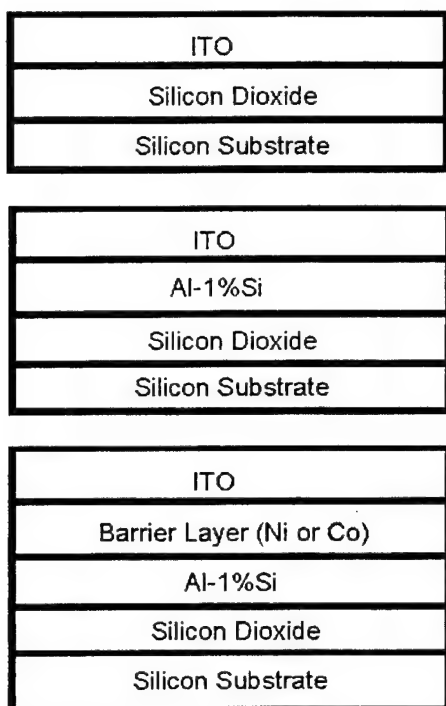 ITO
Silicon Dioxide
Silicon Substrate
ITO
Al-1%Si
Silicon Dioxide
Silicon Substrate
ITO
Barrier Layer (Ni or Co)
Al-1%Si
Silicon Dioxide
Silicon Substrate